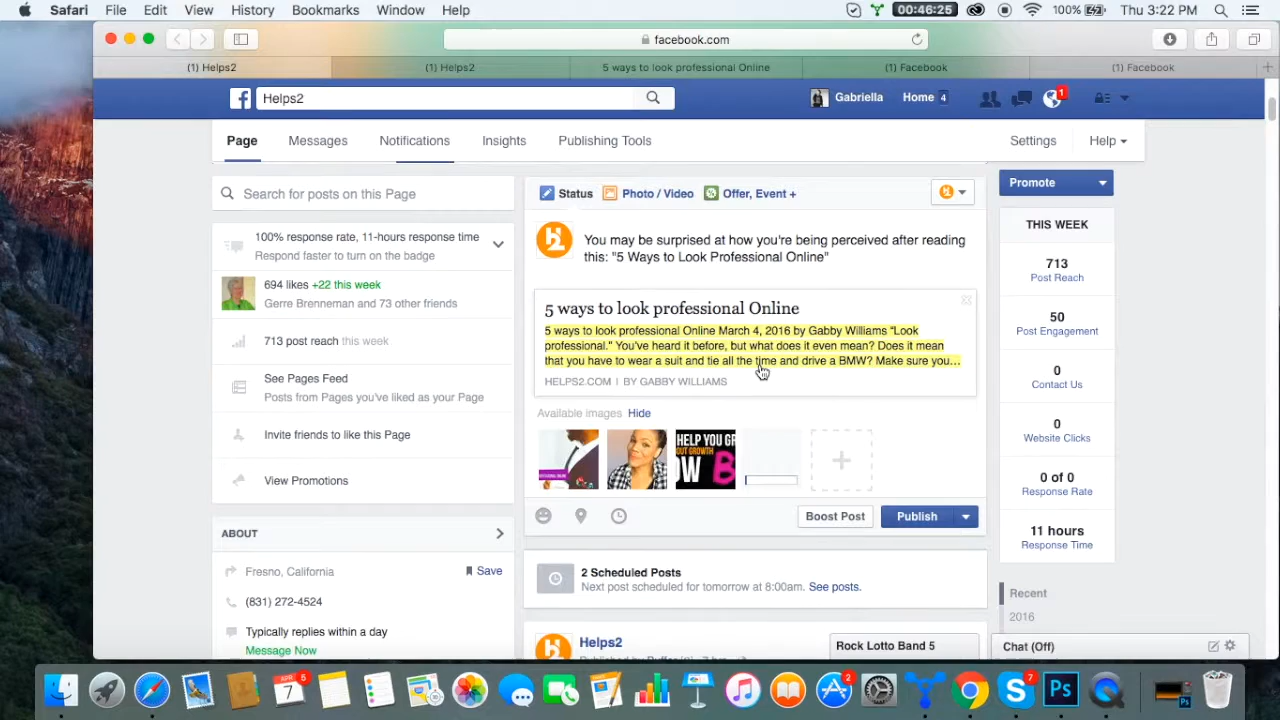 Safari File Edit View History Bookmarks Window Help 00:46:25 100% Thu 3:22 PM
facebook.com
(1) Helps2 (1) Helps2 5 ways to look professional Online (1) Facebook (1) Facebook
Helps2 Gabriella Home 4 1
Page Messages Notifications Insights Publishing Tools Settings Help
Search for posts on this Page
100% response rate, 11-hours response time
Respond faster to turn on the badge
694 likes +22 this week
Gerre Brenneman and 73 other friends
713 post reach this week
See Pages Feed
Posts from Pages you've liked as your Page
Invite friends to like this Page
View Promotions
ABOUT
Fresno, California Save
(831) 272-4524
Typically replies within a day
Message Now
Status Photo / Video Offer, Event +
You may be surprised at how you're being perceived after reading
this: "5 Ways to Look Professional Online"
5 ways to look professional Online
5 ways to look professional Online March 4, 2016 by Gabby Williams “Look
professional.” You’ve heard it before, but what does it even mean? Does it mean
that you have to wear a suit and tie all the time and drive a BMW? Make sure you…
HELPS2.COM | BY GABBY WILLIAMS
Available images Hide
HELP YOU GR
OUT GROWTH
OW B
Boost Post Publish
2 Scheduled Posts
Next post scheduled for tomorrow at 8:00am. See posts.
Helps2
Rock Lotto Band 5
Promote
THIS WEEK
713
Post Reach
50
Post Engagement
0
Contact Us
0
Website Clicks
0 of 0
Response Rate
11 hours
Response Time
Recent
2016
Chat (Off)
APR
7 5
2
7
Ps